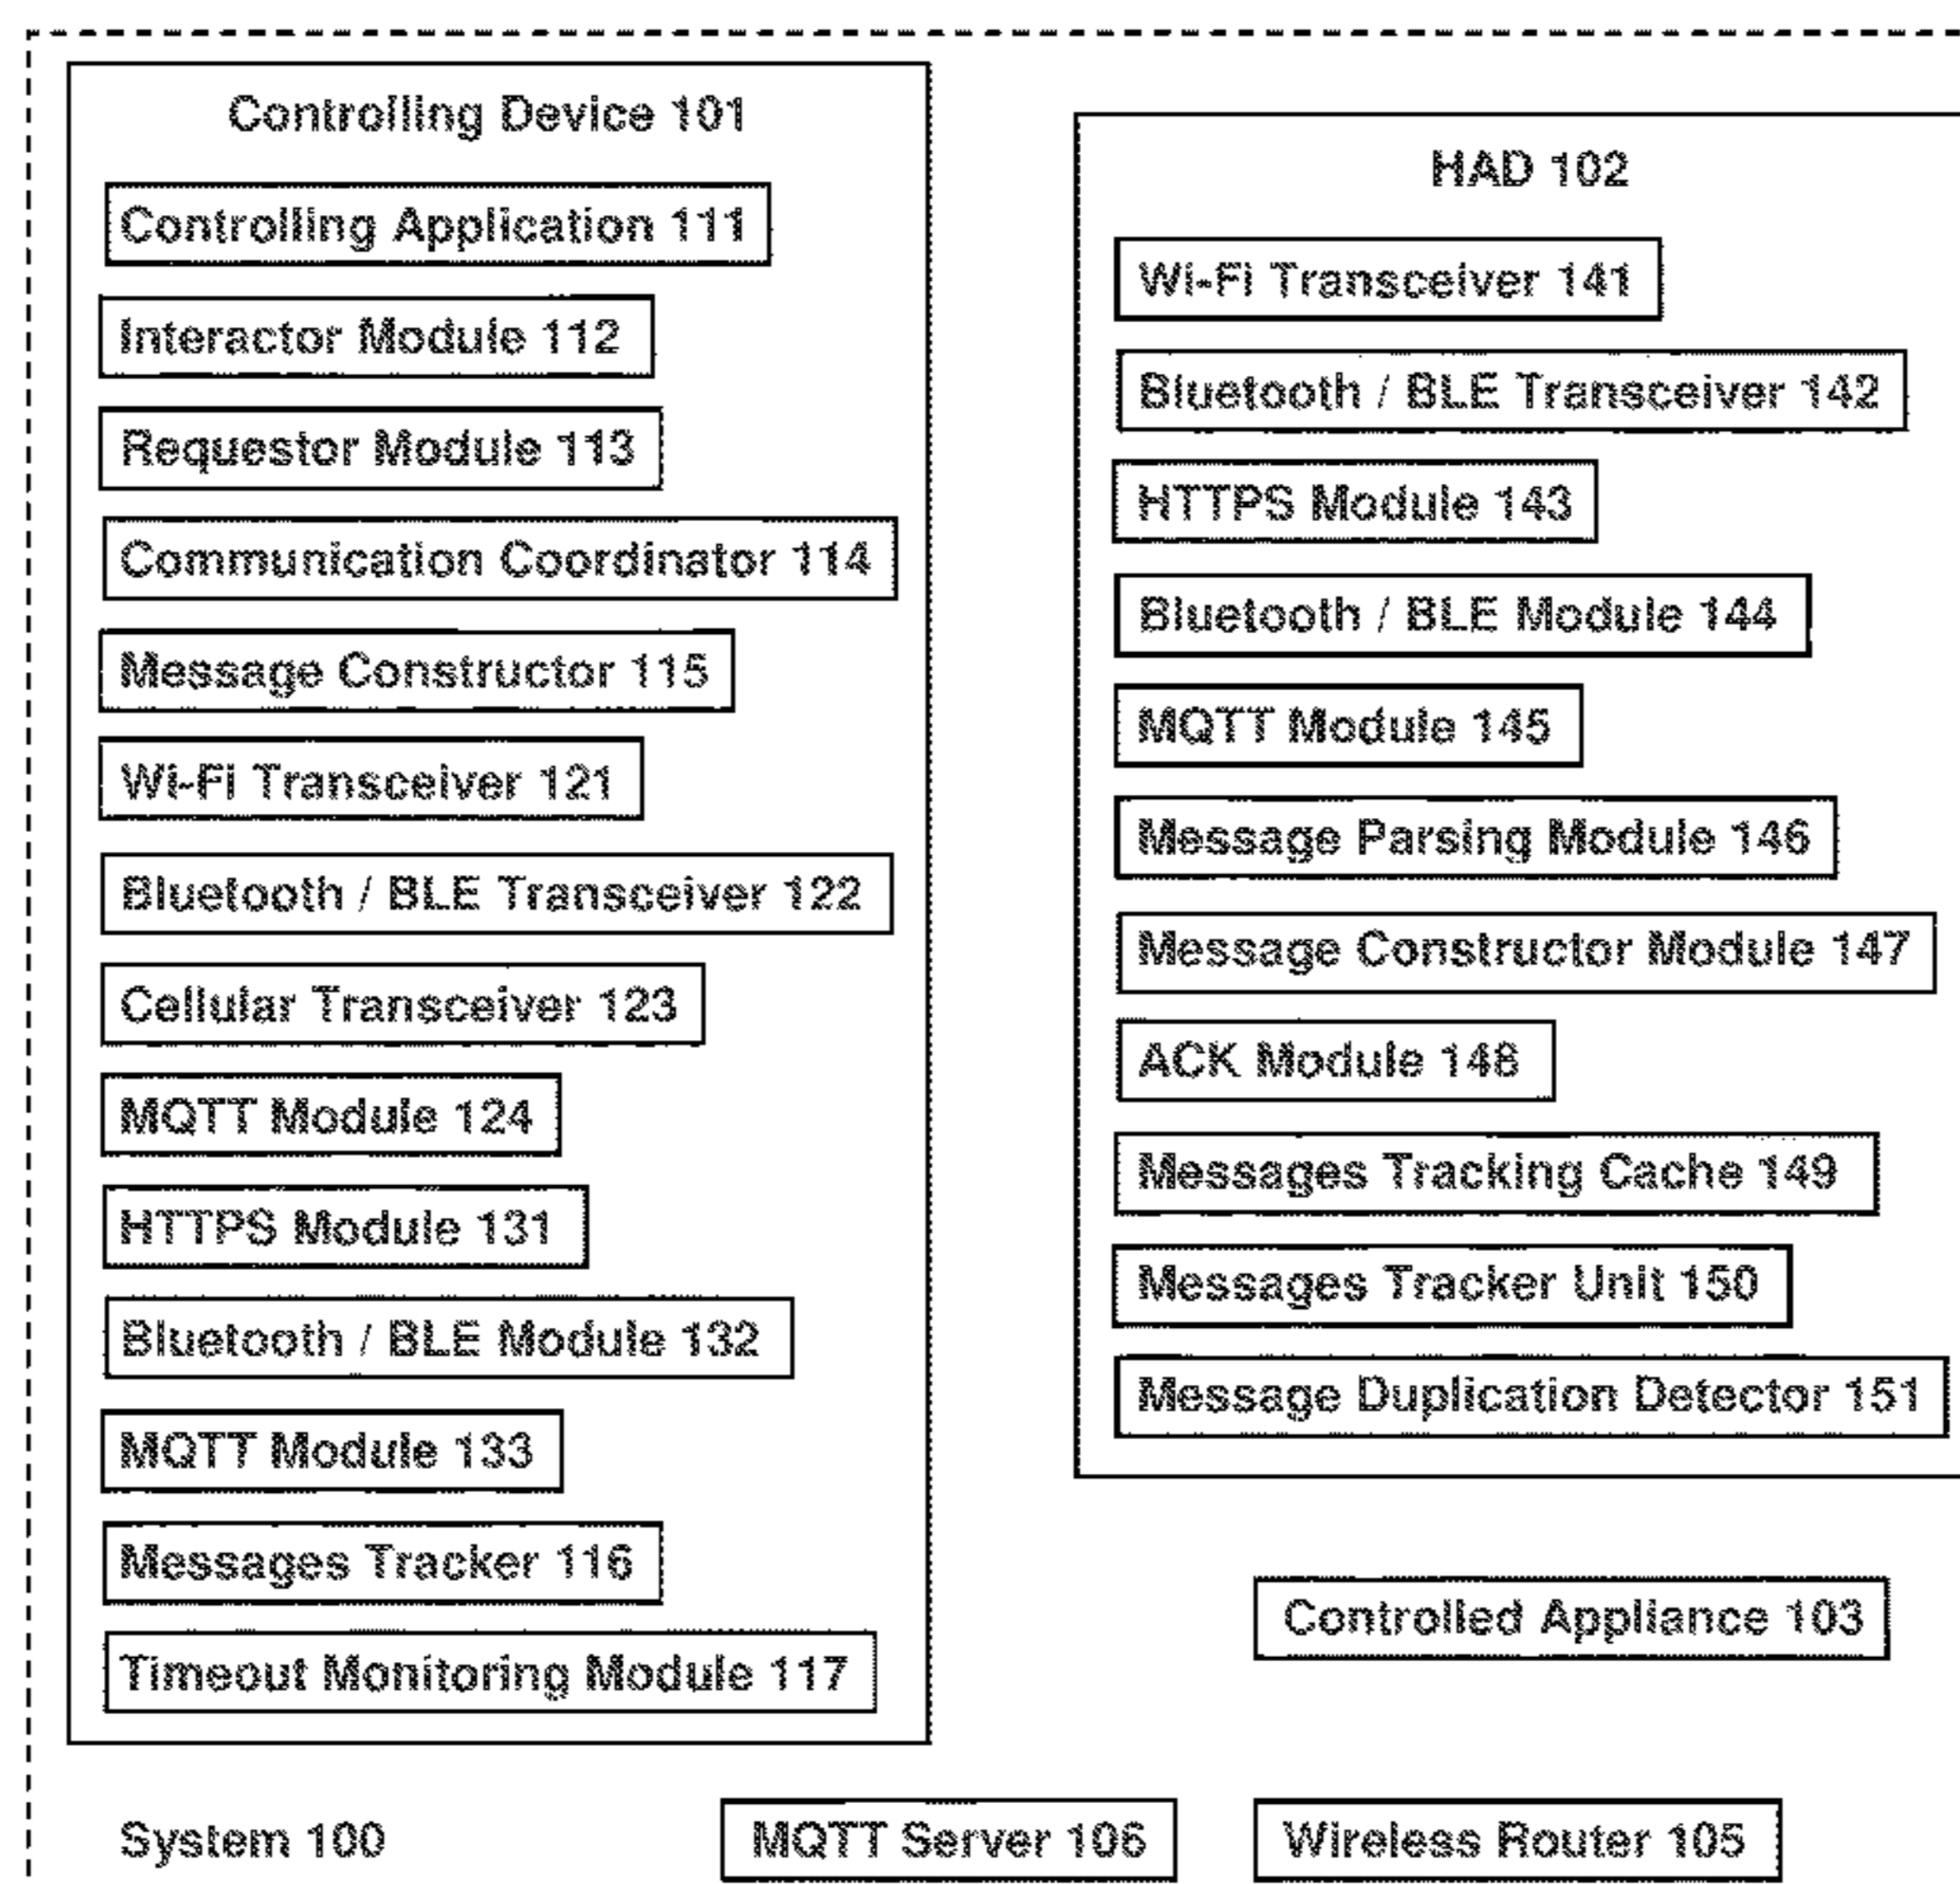 Controlling Device 101
Controlling Application 111
Interactor Module 112
Requestor Module 113
Communication Coordinator 114
Message Constructor 115
Wi-Fi Transceiver 121
Bluetooth / BLE Transceiver 122
Cellular Transceiver 123
MQTT Module 124
HTTPS Module 131
Bluetooth / BLE Module 132
MQTT Module 133
Messages Tracker 116
Timeout Monitoring Module 117
HAD 102
Wi-Fi Transceiver 141
Bluetooth / BLE Transceiver 142
HTTPS Module 143
Bluetooth / BLE Module 144
MQTT Module 145
Message Parsing Module 146
Message Constructor Module 147
ACK Module 148
Messages Tracking Cache 149
Messages Tracker Unit 150
Message Duplication Detector 151
Controlled Appliance 103
System 100
MQTT Server 106
Wireless Router 105